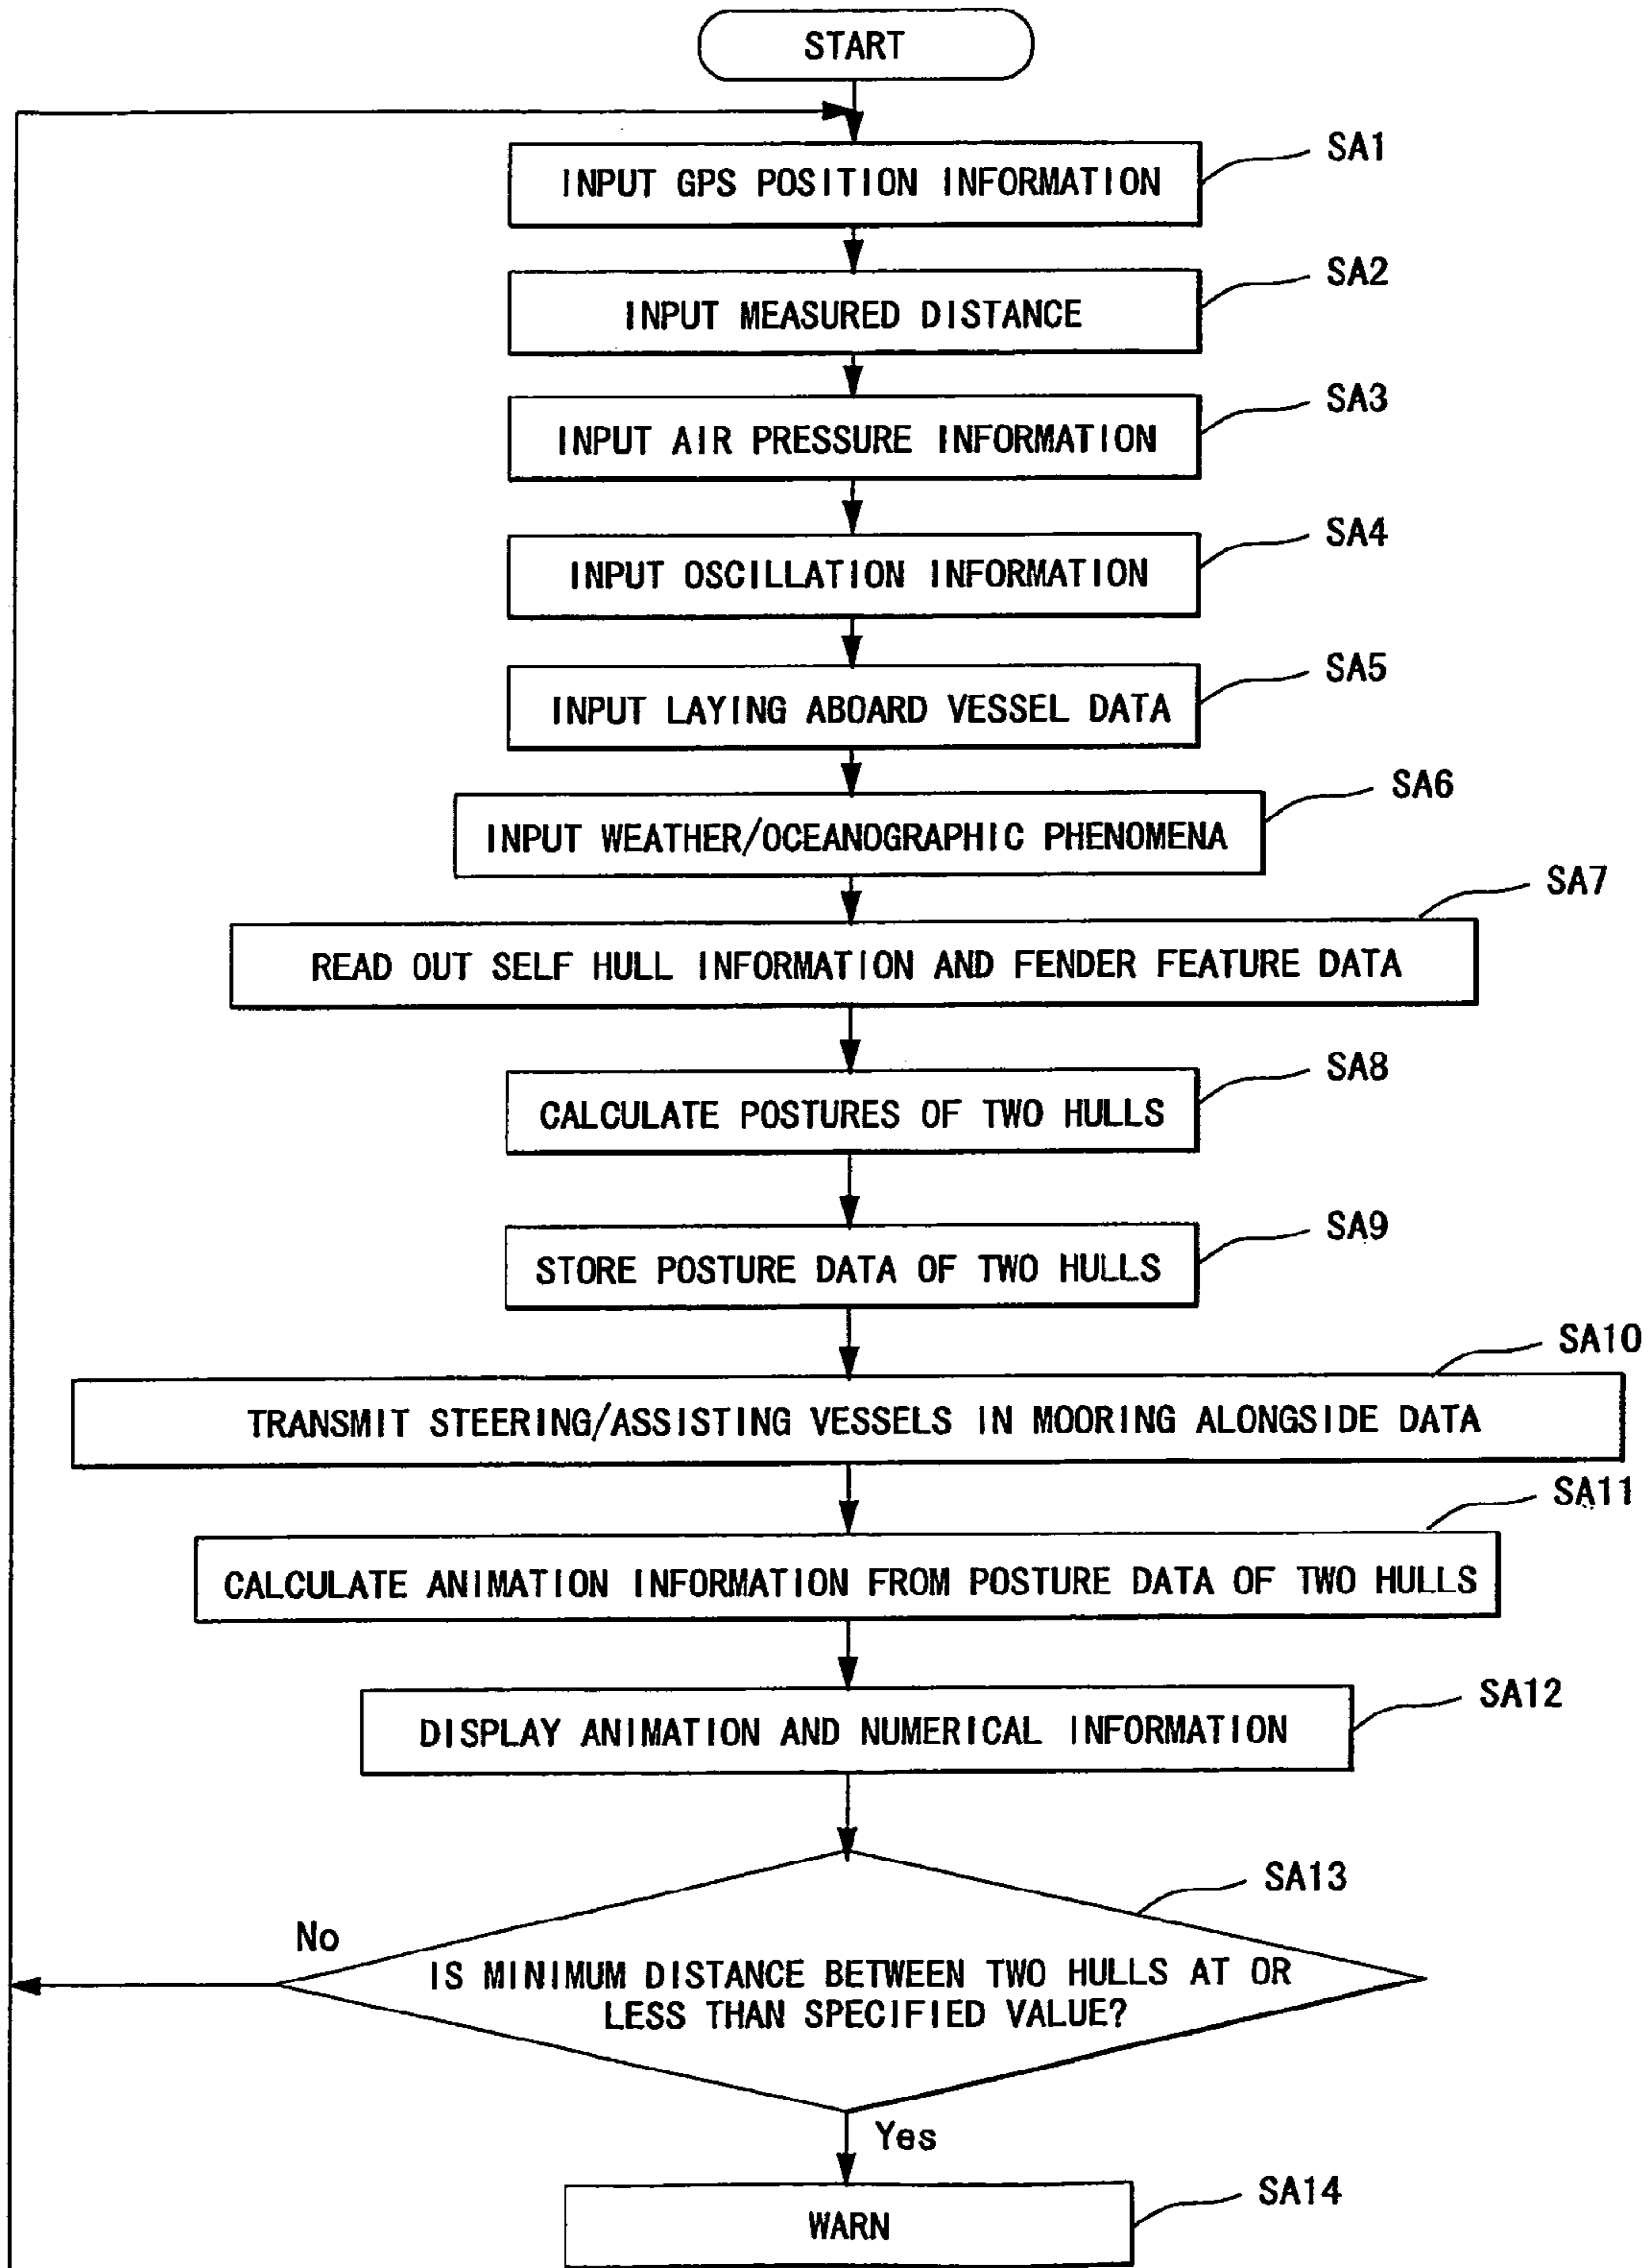 START
SA1
INPUT GPS POSITION INFORMATION
SA2
INPUT MEASURED DISTANCE
SA3
INPUT AIR PRESSURE INFORMATION
SA4
INPUT OSCILLATION INFORMATION
SA5
INPUT LAYING ABOARD VESSEL DATA
SA6
INPUT WEATHER/OCEANOGRAPHIC PHENOMENA
SA7
READ OUT SELF HULL INFORMATION AND FENDER FEATURE DATA
SA8
CALCULATE POSTURES OF TWO HULLS
SA9
STORE POSTURE DATA OF TWO HULLS
SA10
TRANSMIT STEERING/ASSISTING VESSELS IN MOORING ALONGSIDE DATA
SA11
CALCULATE ANIMATION INFORMATION FROM POSTURE DATA OF TWO HULLS
SA12
DISPLAY ANIMATION AND NUMERICAL INFORMATION
SA13
No
IS MINIMUM DISTANCE BETWEEN TWO HULLS AT OR
LESS THAN SPECIFIED VALUE?
Yes
SA14
WARN